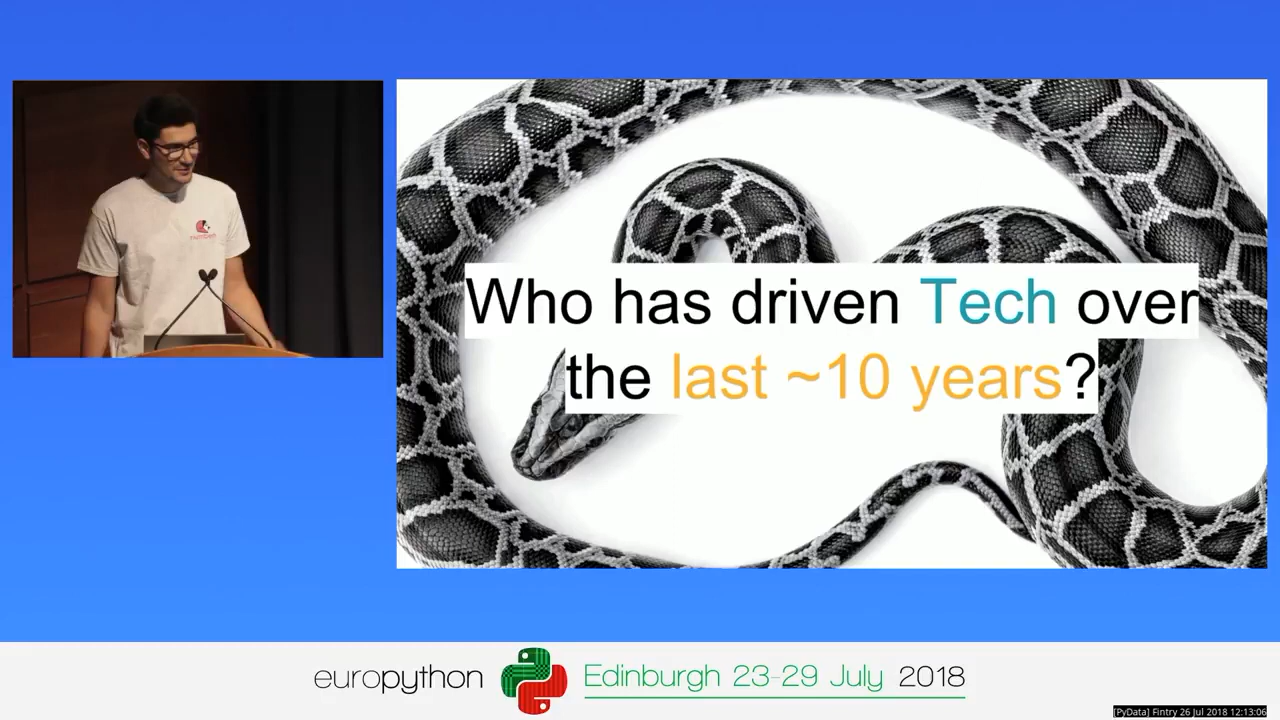 Who has driven Tech over
the last ~10 years?
europython
Edinburgh 23-29 July 2018
[PyData] Fintry 26 Jul 2018 12:13:06